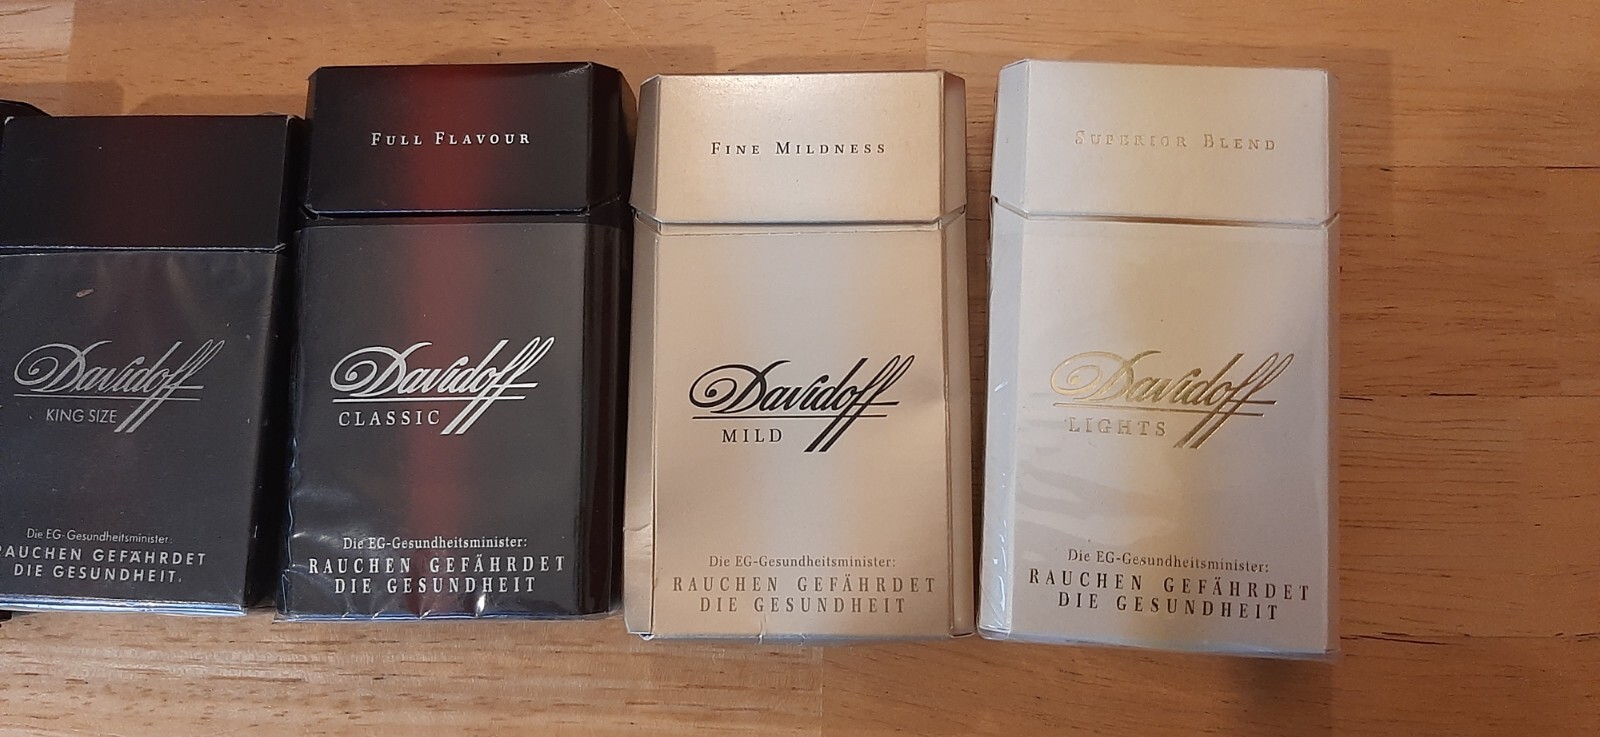 Davidoff
KING SIZE
Die EG-Gesundheitsminister:
RAUCHEN GEFÄHRDET
DIE GESUNDHEIT.
FULL FLAVOUR
Davidoff
CLASSIC
Die EG-Gesundheitsminister:
RAUCHEN GEFÄHRDET
DIE GESUNDHEIT
FINE MILDNESS
Davidoff
MILD
Die EG-Gesundheitsminister:
RAUCHEN GEFÄHRDET
DIE GESUNDHEIT
SUPERIOR BLEND
Davidoff
LIGHTS
Die EG-Gesundheitsminister:
RAUCHEN GEFÄHRDET
DIE GESUNDHEIT